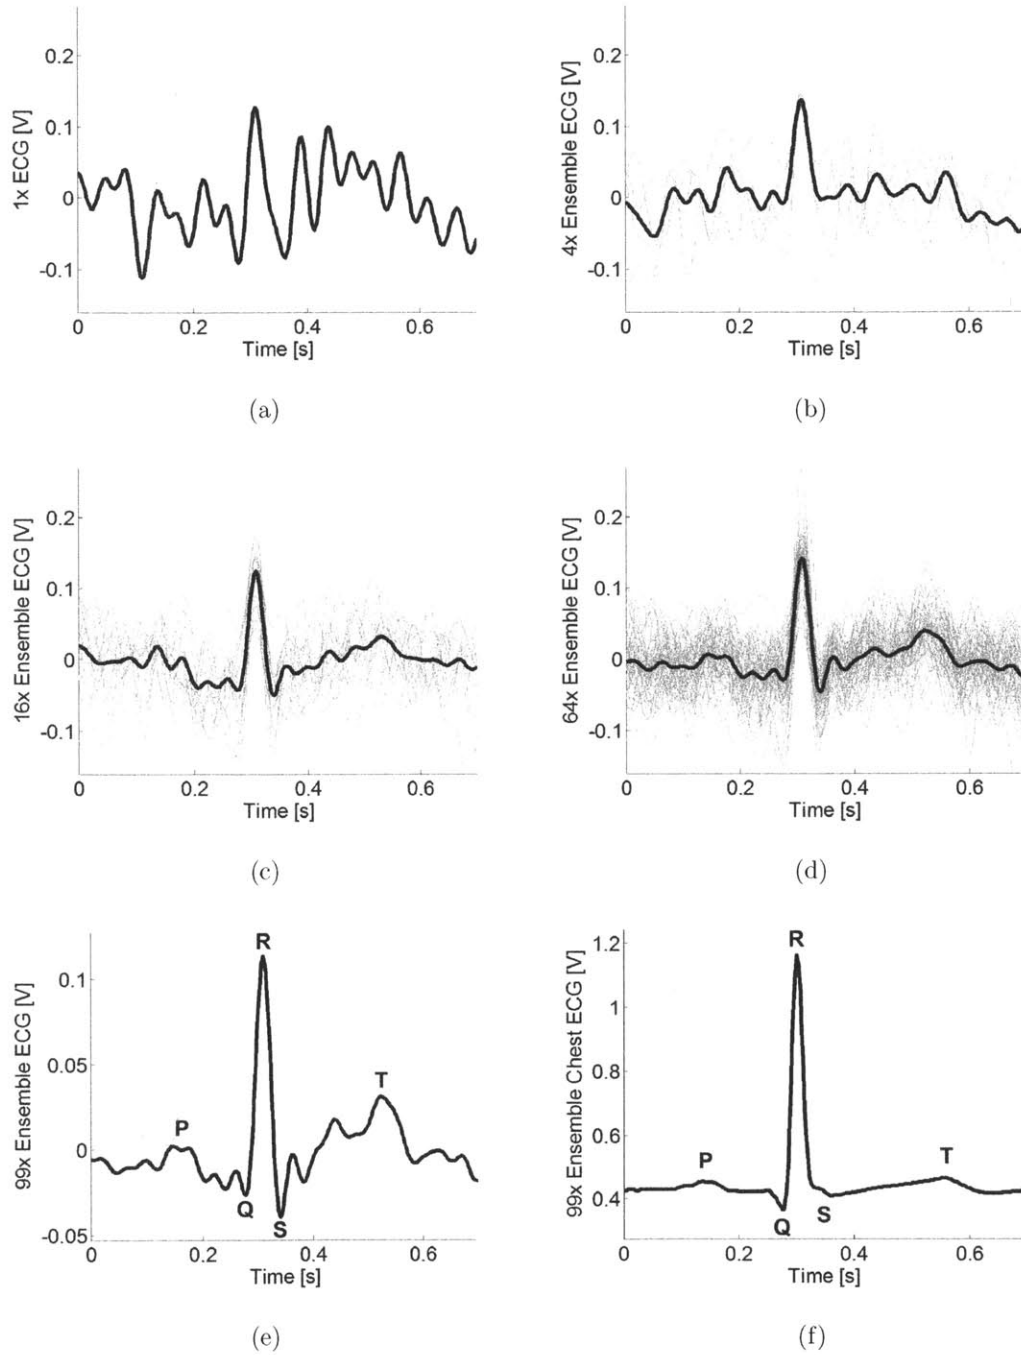 1x ECG [V]
0.2
0.1
0
-0.1
0
0.2
0.4
0.6
Time [s]
(a)
4x Ensemble ECG [V]
0.2
0.1
0
-0.1
0
0.2
0.4
0.6
Time [s]
(b)
16x Ensemble ECG [V]
0.2
0.1
0
-0.1
0
0.2
0.4
0.6
Time [s]
(c)
64x Ensemble ECG [V]
0.2
0.1
0
-0.1
0
0.2
0.4
0.6
Time [s]
(d)
99x Ensemble ECG [V]
0.1
0.05
0
-0.05
R
P
T
Q
S
0
0.2
0.4
0.6
Time [s]
(e)
99x Ensemble Chest ECG [V]
1.2
1
0.8
0.6
0.4
R
P
T
Q
S
0
0.2
0.4
0.6
Time [s]
(f)